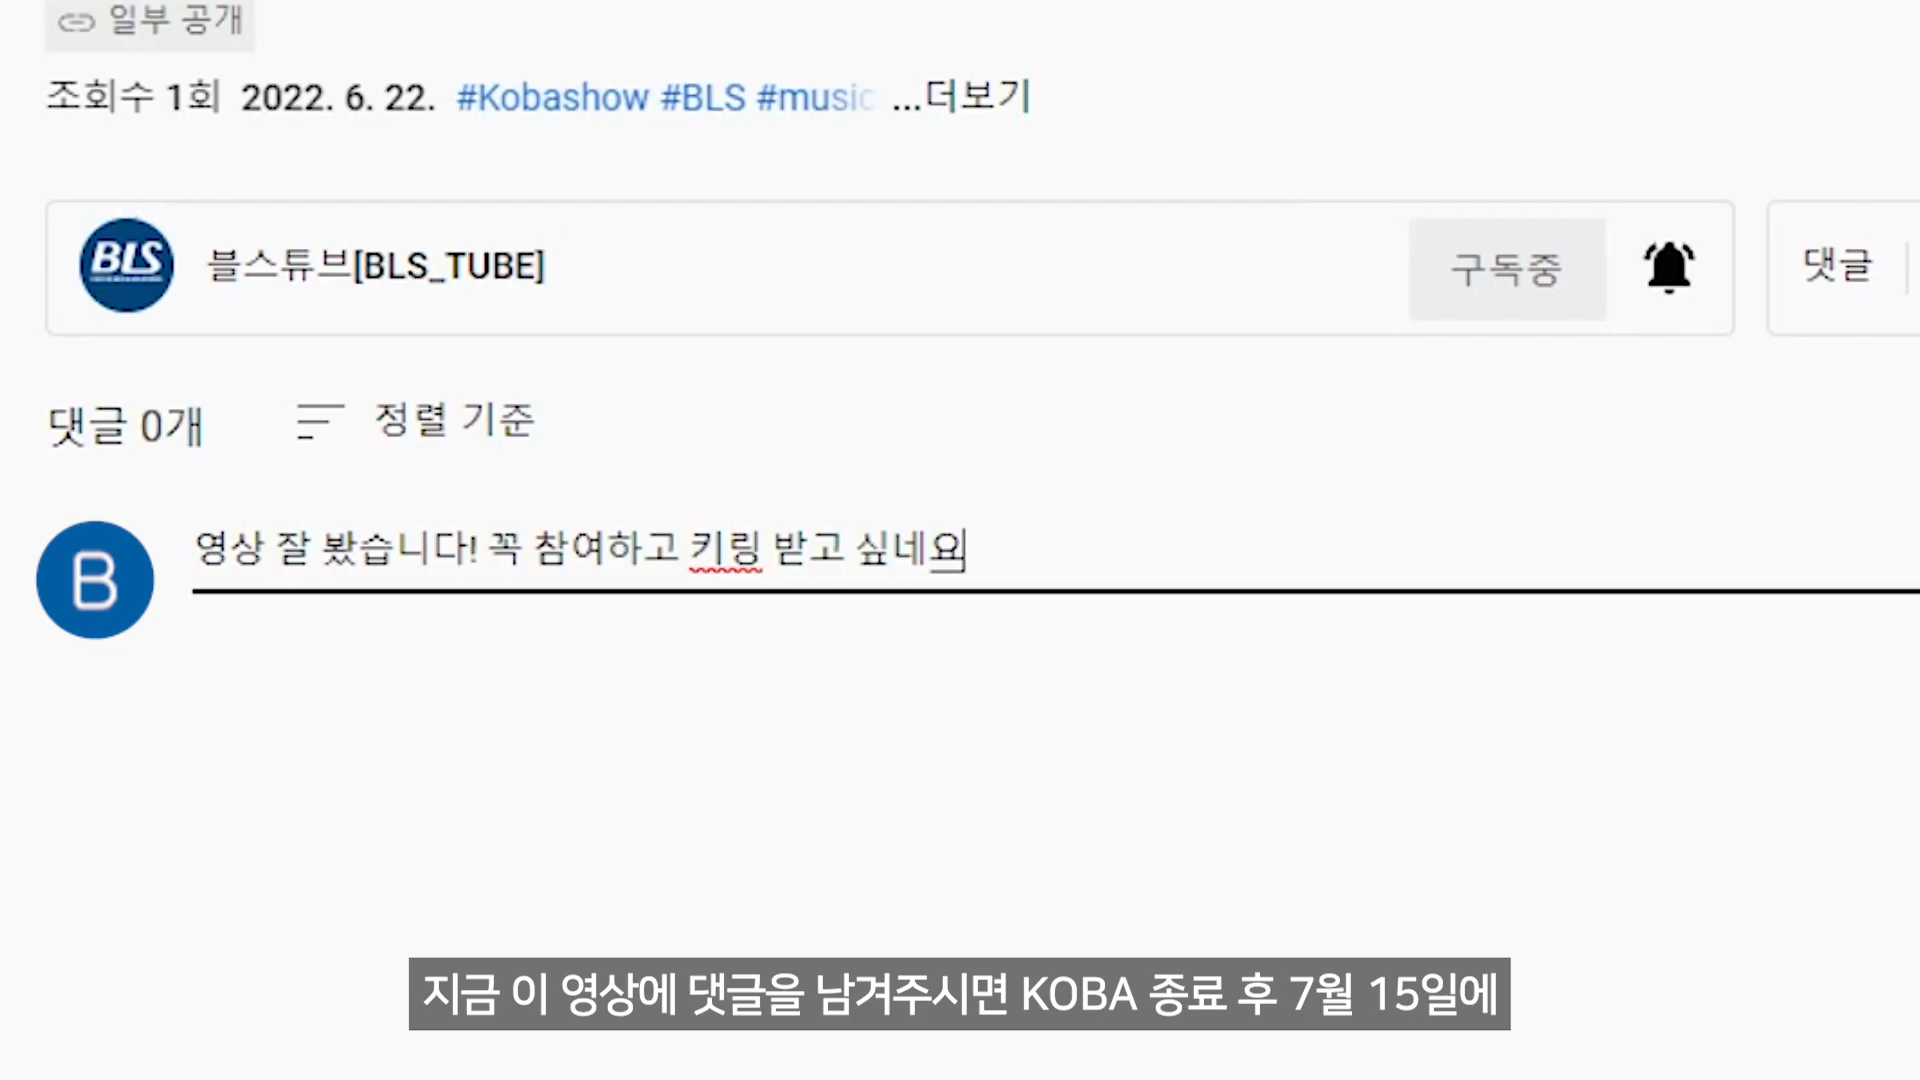 일부 공개
조회수 1회 2022. 6. 22. #Kobashow #BLS #music ...더보기
BLS 블스튜브[BLS_TUBE] 구독중 댓글
댓글 0개 정렬 기준
B 영상 잘 봤습니다! 꼭 참여하고 키링 받고 싶네요
지금 이 영상에 댓글을 남겨주시면 KOBA 종료 후 7월 15일에